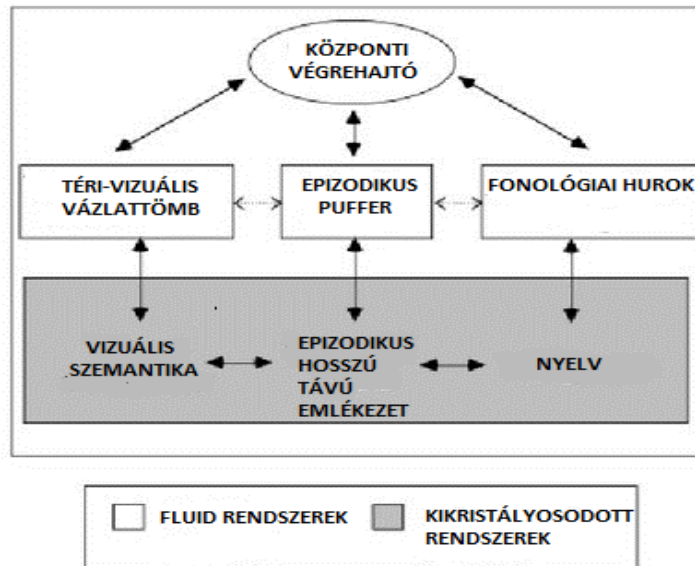 KÖZPONTI
VÉGREHAJTÓ
TÉRI-VIZUÁLIS
VÁZLATTÖMB
EPIZODIKUS
PUFFER
FONOLÓGIAI HUROK
VIZUÁLIS
SZEMANTIKA
EPIZODIKUS
HOSSZÚ
TÁVÚ
EMLÉKEZET
NYELV
FLUID RENDSZEREK
KIKRISTÁLYOSODOTT
RENDSZEREK